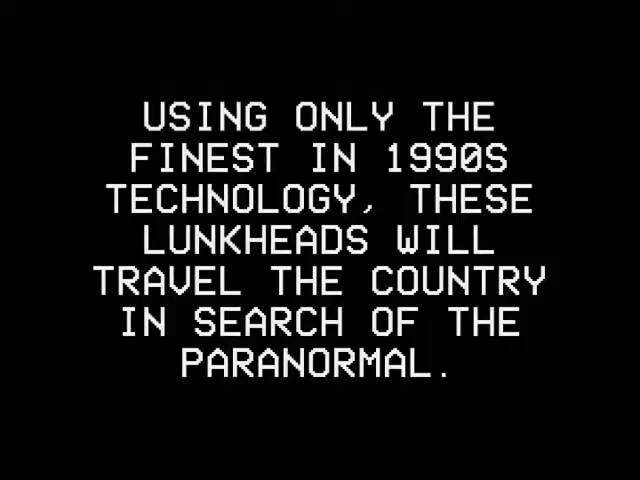 USING ONLY THE
FINEST IN 1990S
TECHNOLOGY, THESE
LUNKHEADS WILL
TRAVEL THE COUNTRY
IN SEARCH OF THE
PARANORMAL.